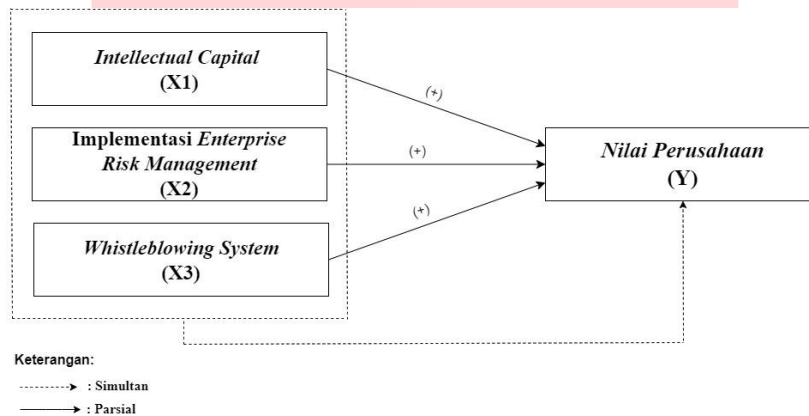 Intellectual Capital
(X1)
Implementasi Enterprise
Risk Management
(X2)
Whistleblowing System
(X3)
(+)
(+)
(+)
Nilai Perusahaan
(Y)
Keterangan:
: Simultan
: Parsial